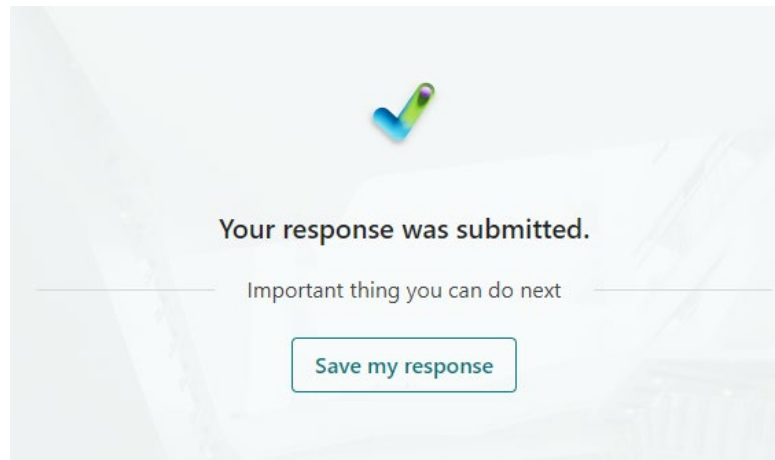 Your response was submitted.
Important thing you can do next
Save my response